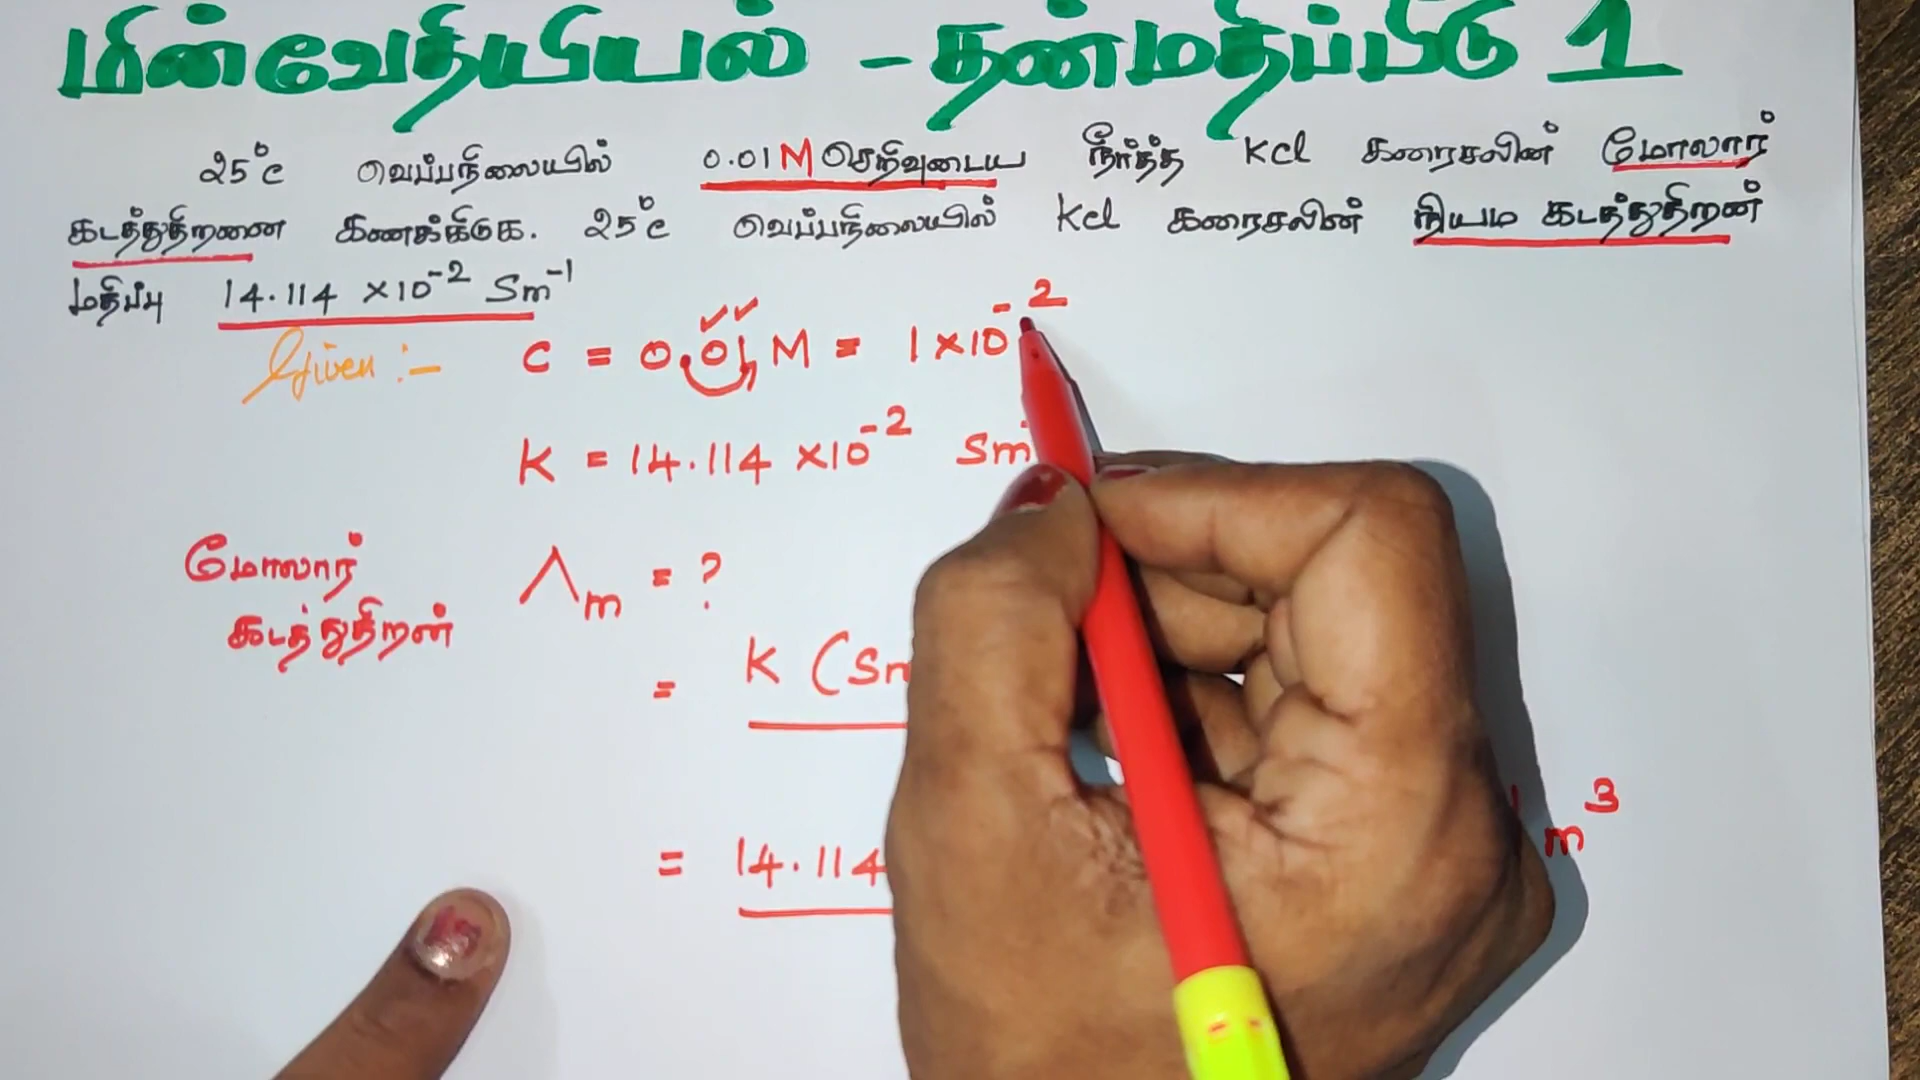 மின்வேதியியல் - தன்மதிப்பீடு 1
25°C வெப்பநிலையில் 0.01 M செறிவுடைய நீர்த்த Kcl கரைசலின் மோலார்
கடத்துதிறனை கணக்கிடுக. 25°C வெப்பநிலையில் Kcl கரைசலின் நியம கடத்துதிறன்
மதிப்பு 14.114 ×10⁻² Sm⁻¹
Given :- C = 0.01 M = 1×10⁻²
K = 14.114 ×10⁻² Sm
மோலார் Λm = ?
கடத்துதிறன்
= K (Sm
m³
= 14.114